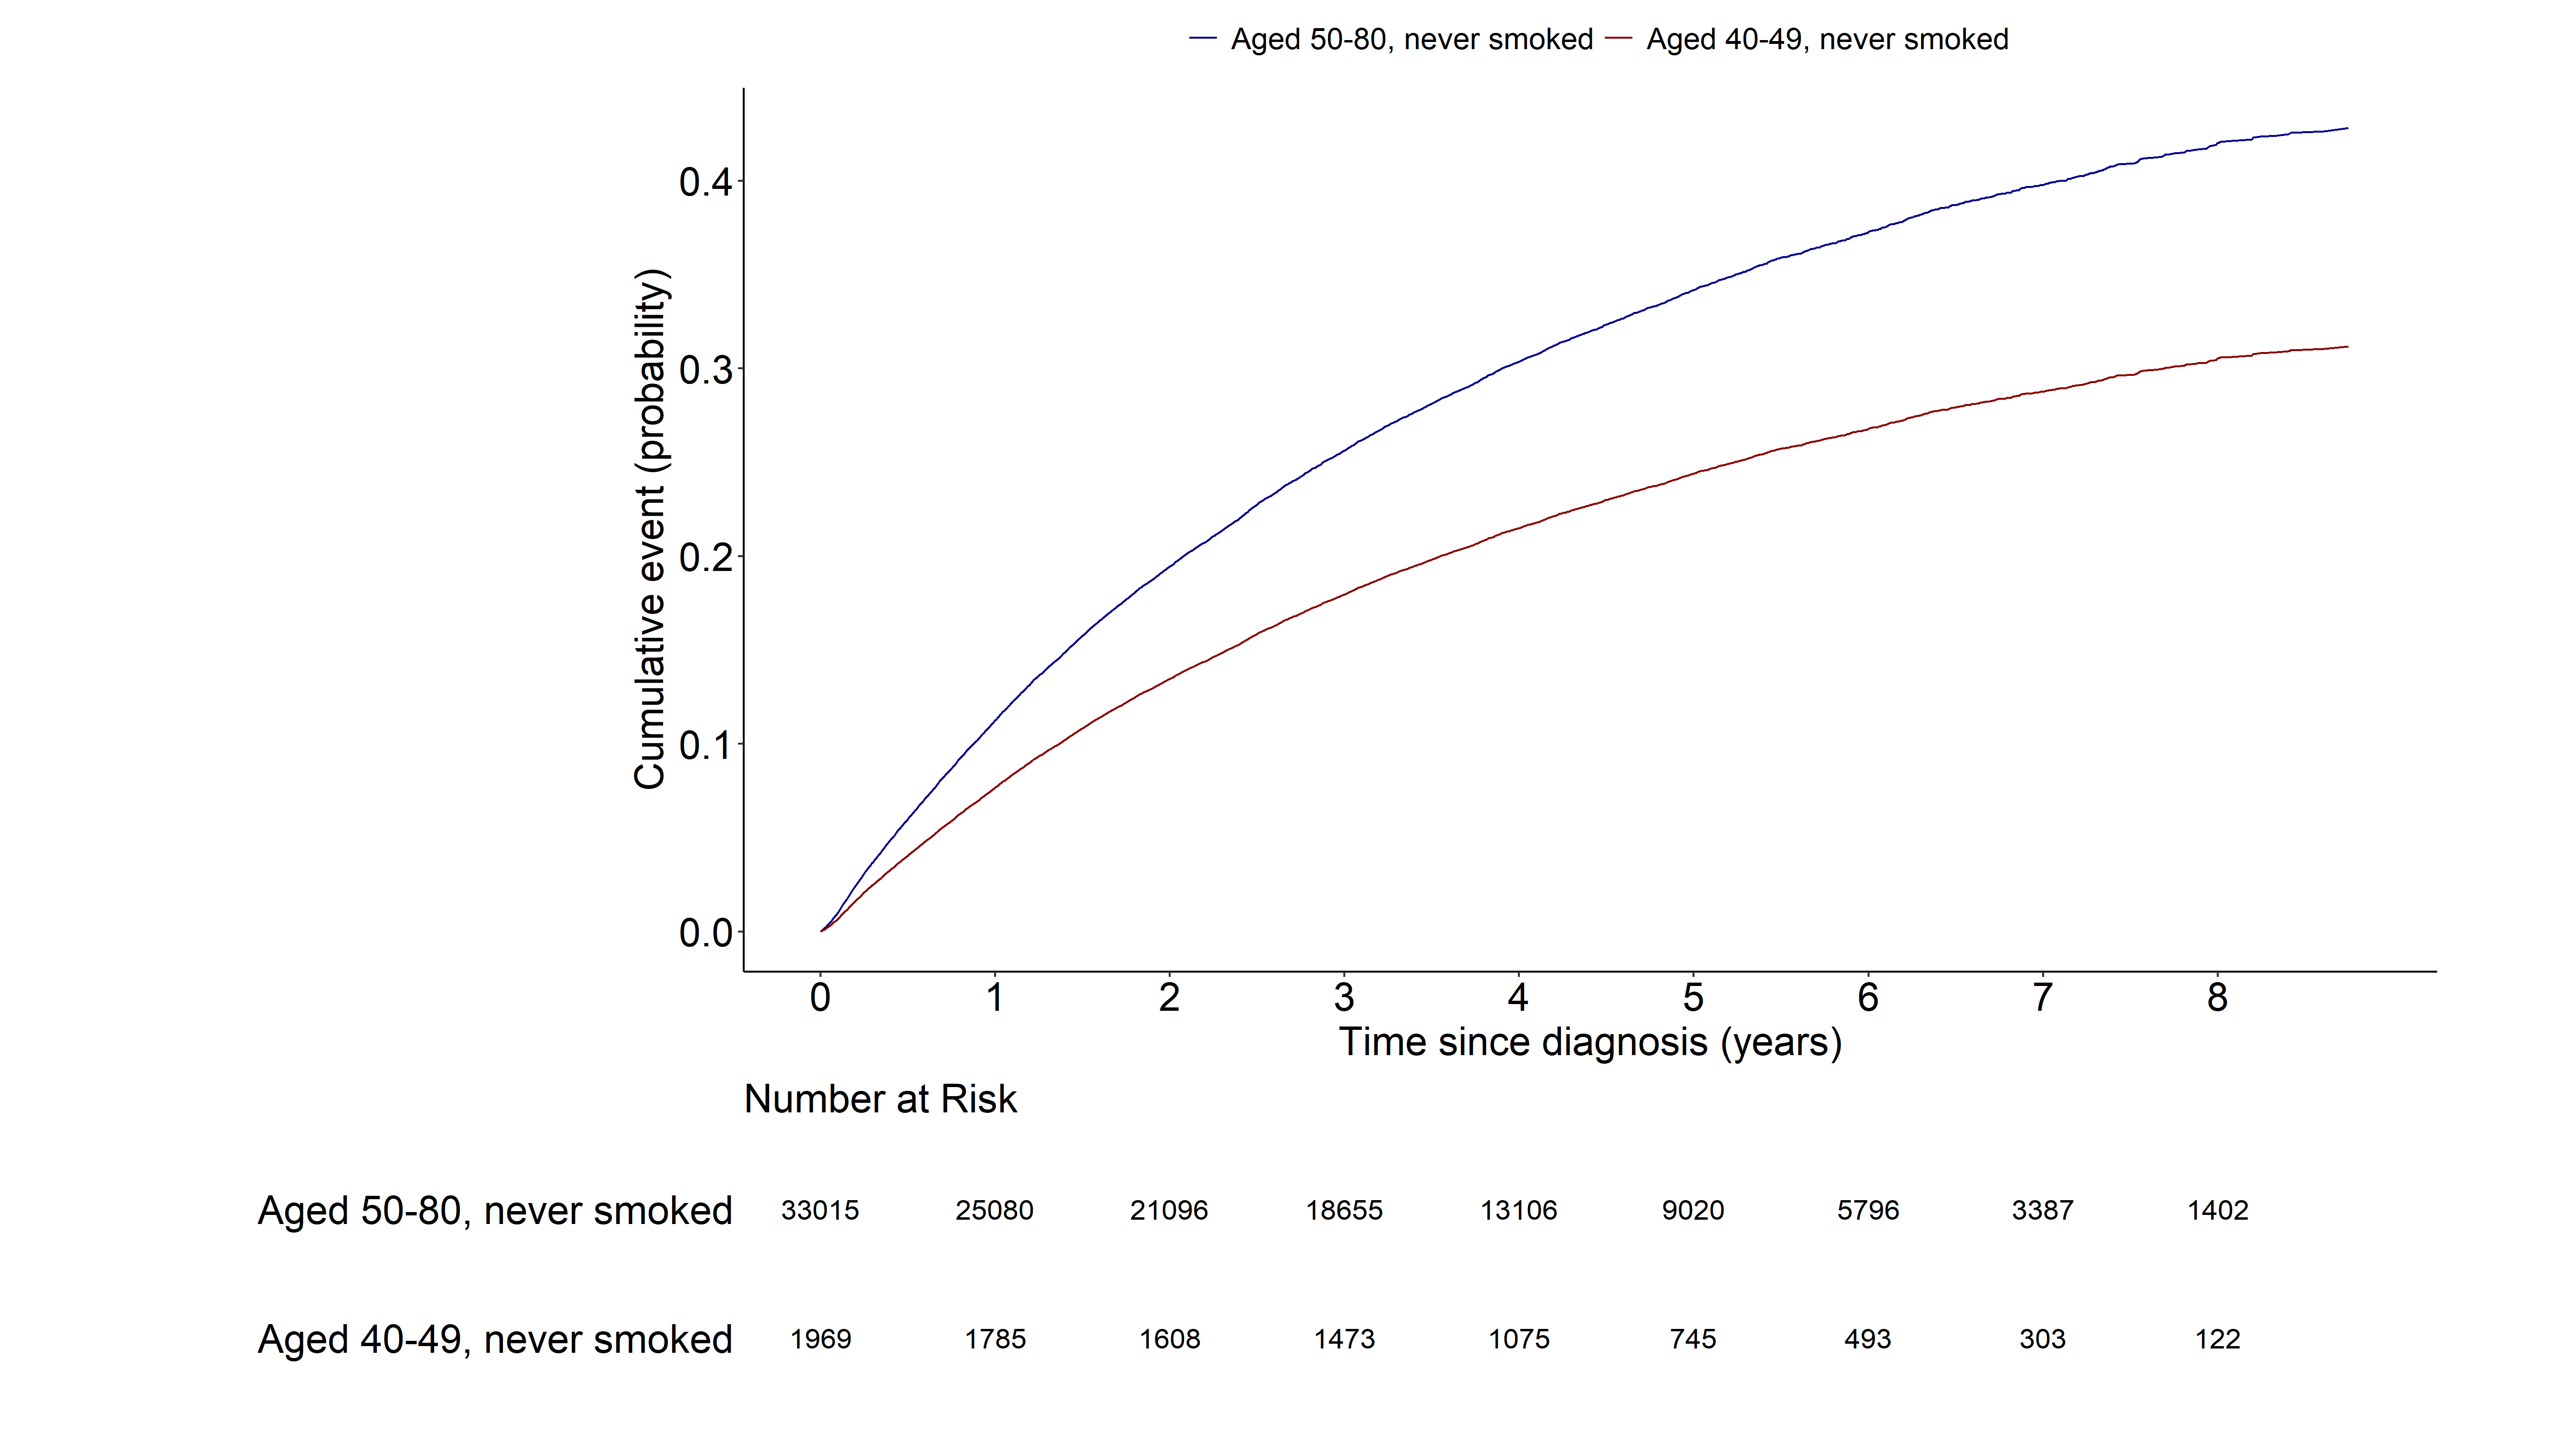 Aged 50-80, never smoked Aged 40-49, never smoked
Cumulative event (probability)
0.4
0.3
0.2
0.1
0.0
0 1 2 3 4 5 6 7 8
Time since diagnosis (years)
Number at Risk
Aged 50-80, never smoked 33015 25080 21096 18655 13106 9020 5796 3387 1402
Aged 40-49, never smoked 1969 1785 1608 1473 1075 745 493 303 122